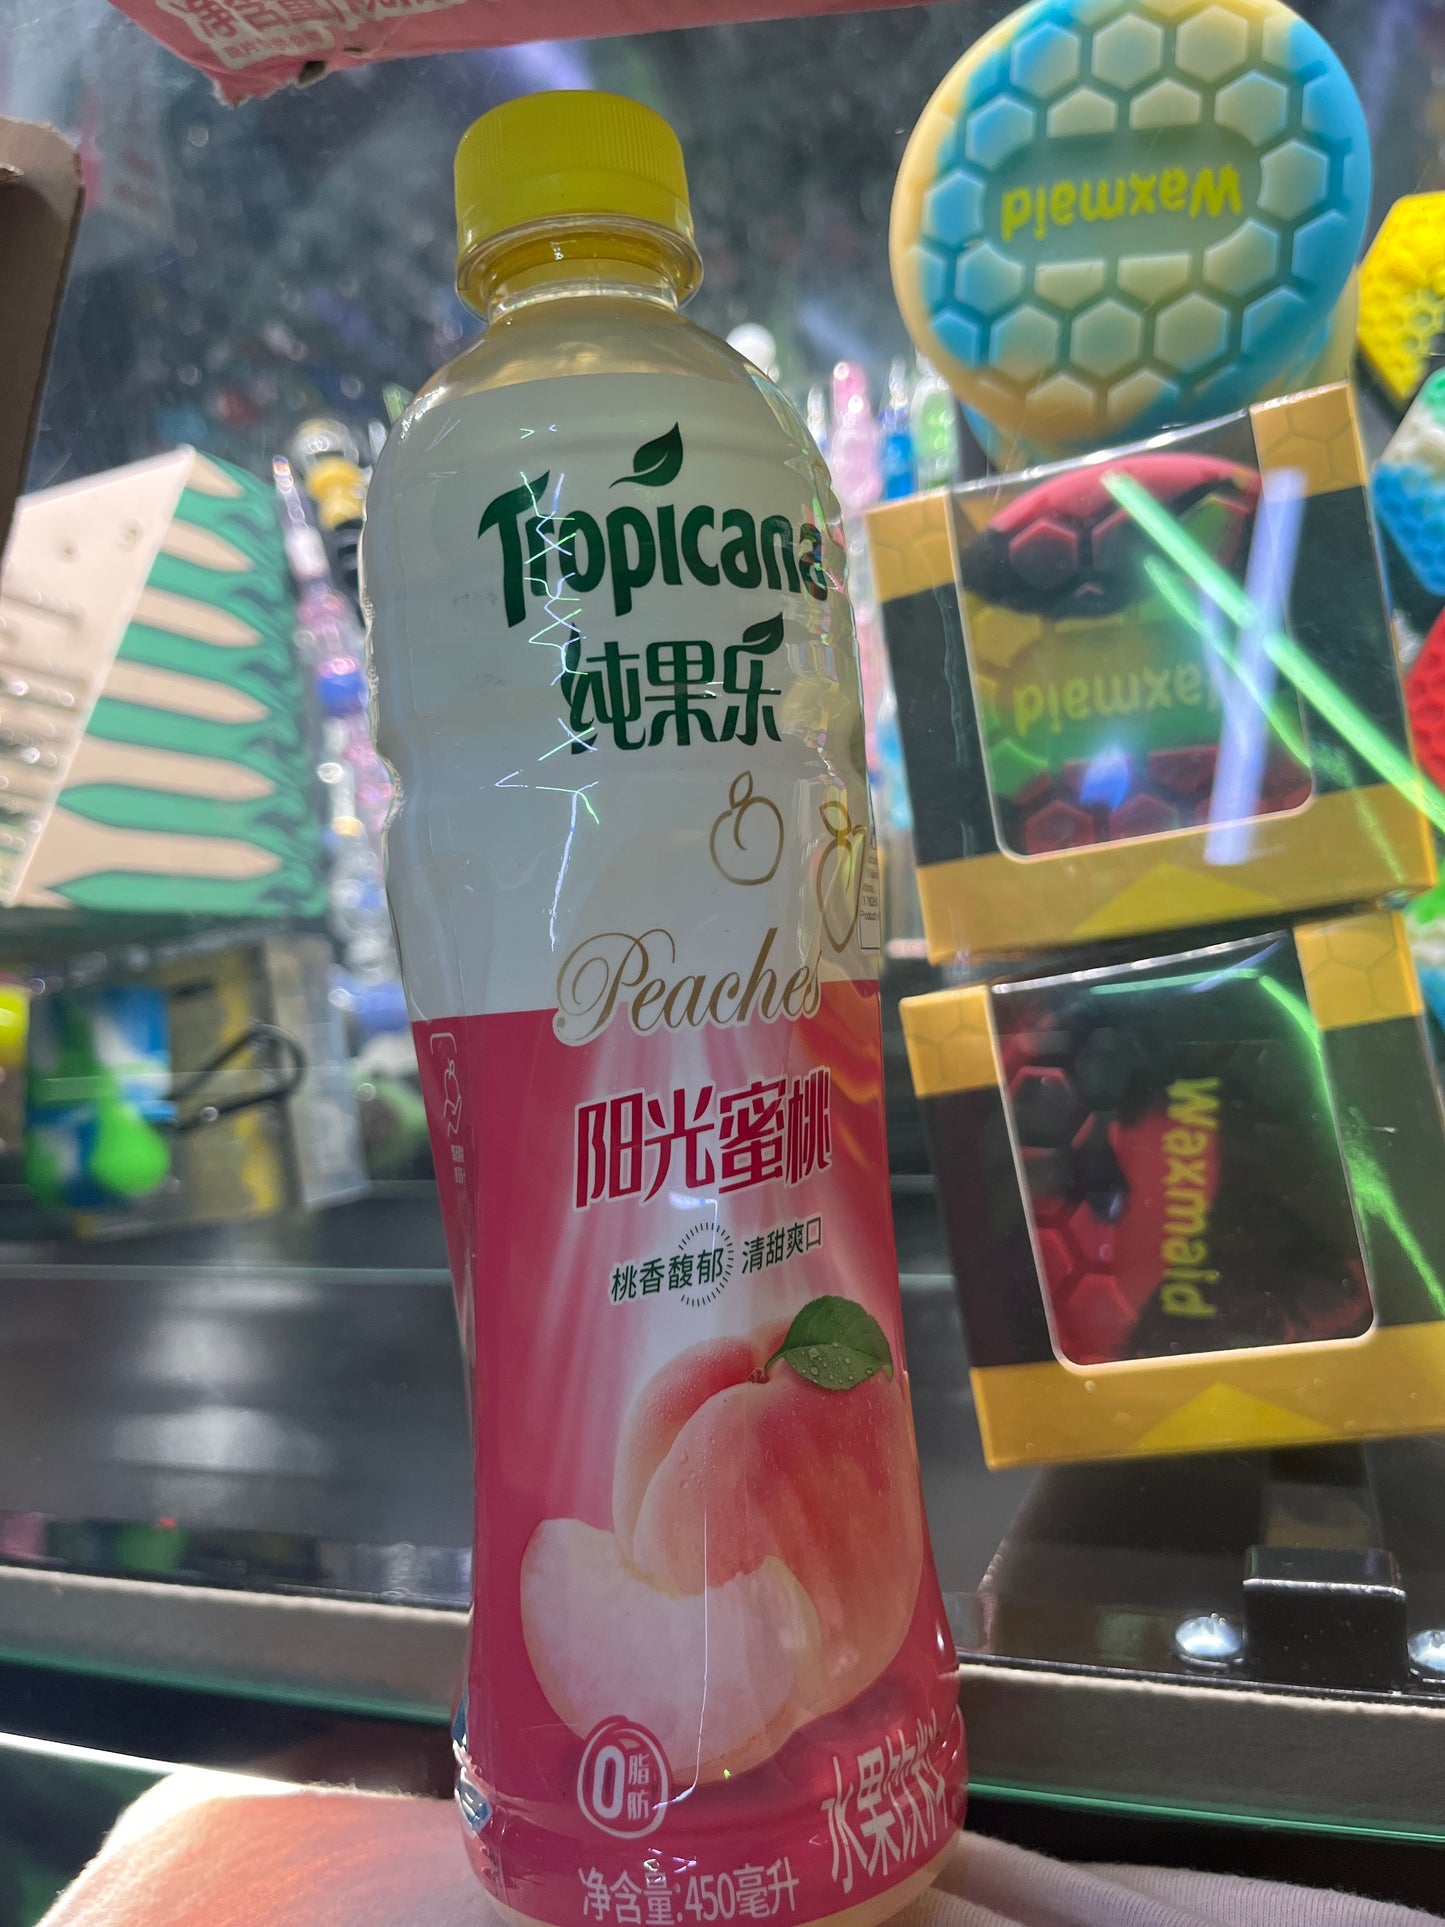 Waxmaid
Tropicana
纯果乐
Waxmaid
Peaches
阳光蜜桃
桃香馥郁 清甜爽口
Waxmaid
0脂肪
水果饮料
净含量:450毫升